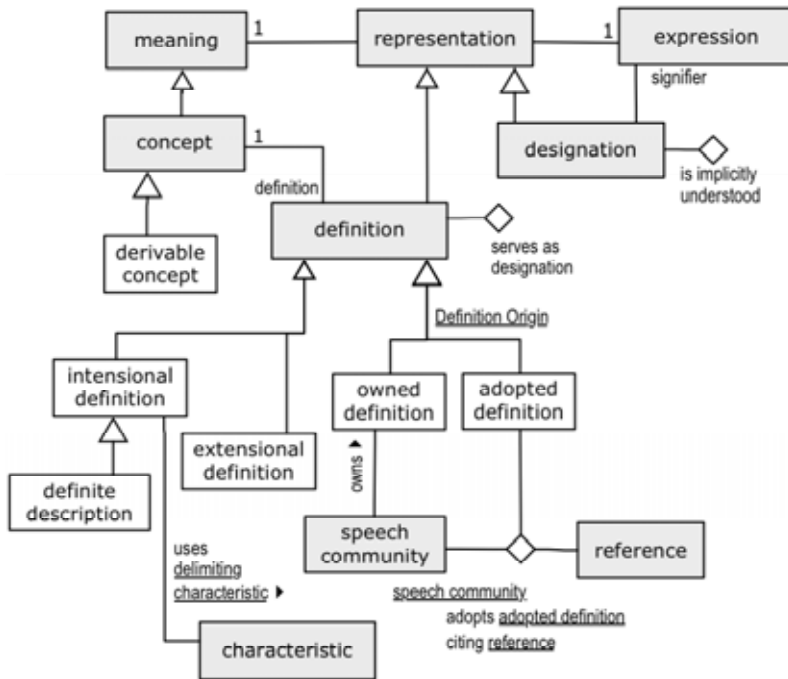 meaning
1
representation
1
expression
signifier
concept
1
designation
is implicitly
understood
definition
definition
serves as
designation
derivable
concept
Definition Origin
intensional
definition
owned
definition
adopted
definition
extensional
definition
owns
definite
description
speech
community
reference
uses
delimiting
characteristic
speech community
adopts adopted definition
citing reference
characteristic